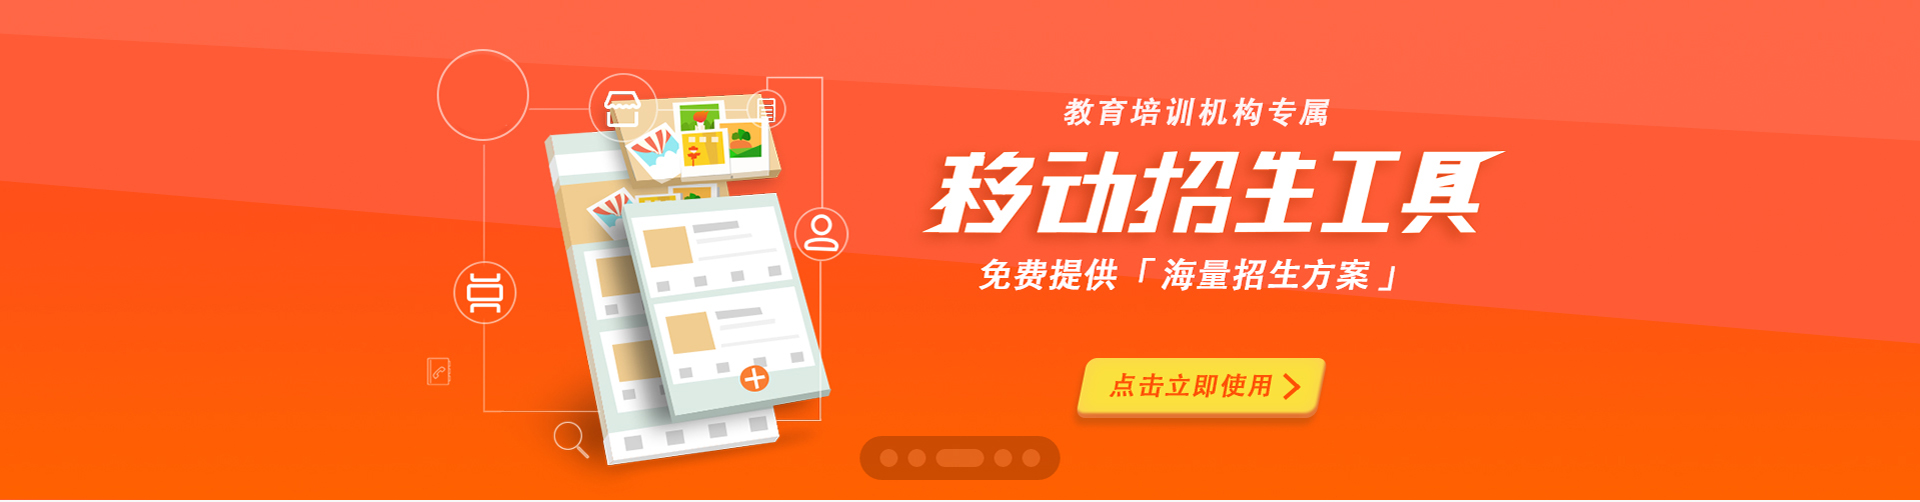 教育培训机构专属
移动招生工具
免费提供「海量招生方案」
点击立即使用